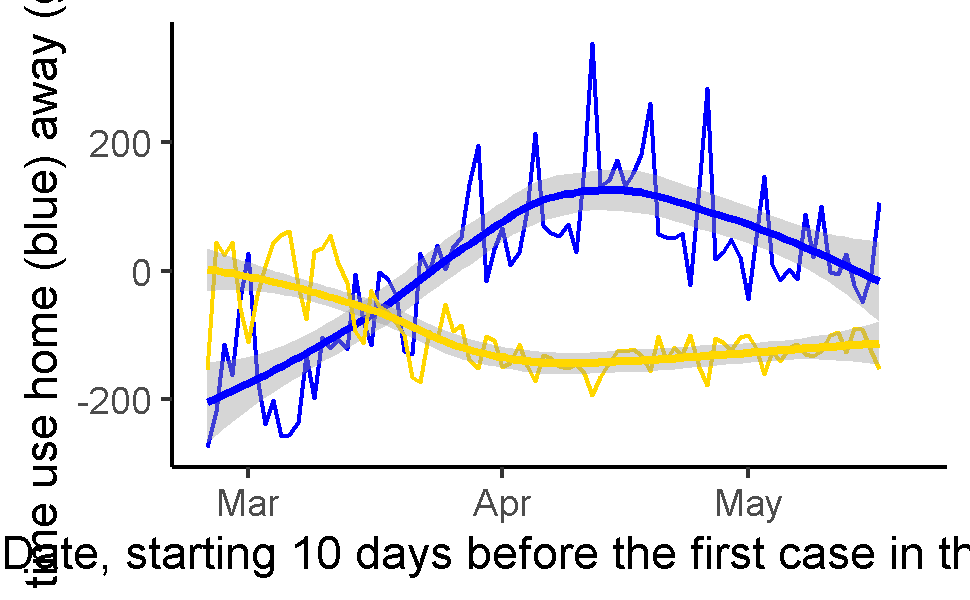 time use home (blue) away (
200
0
-200
Mar Apr May
Date, starting 10 days before the first case in th